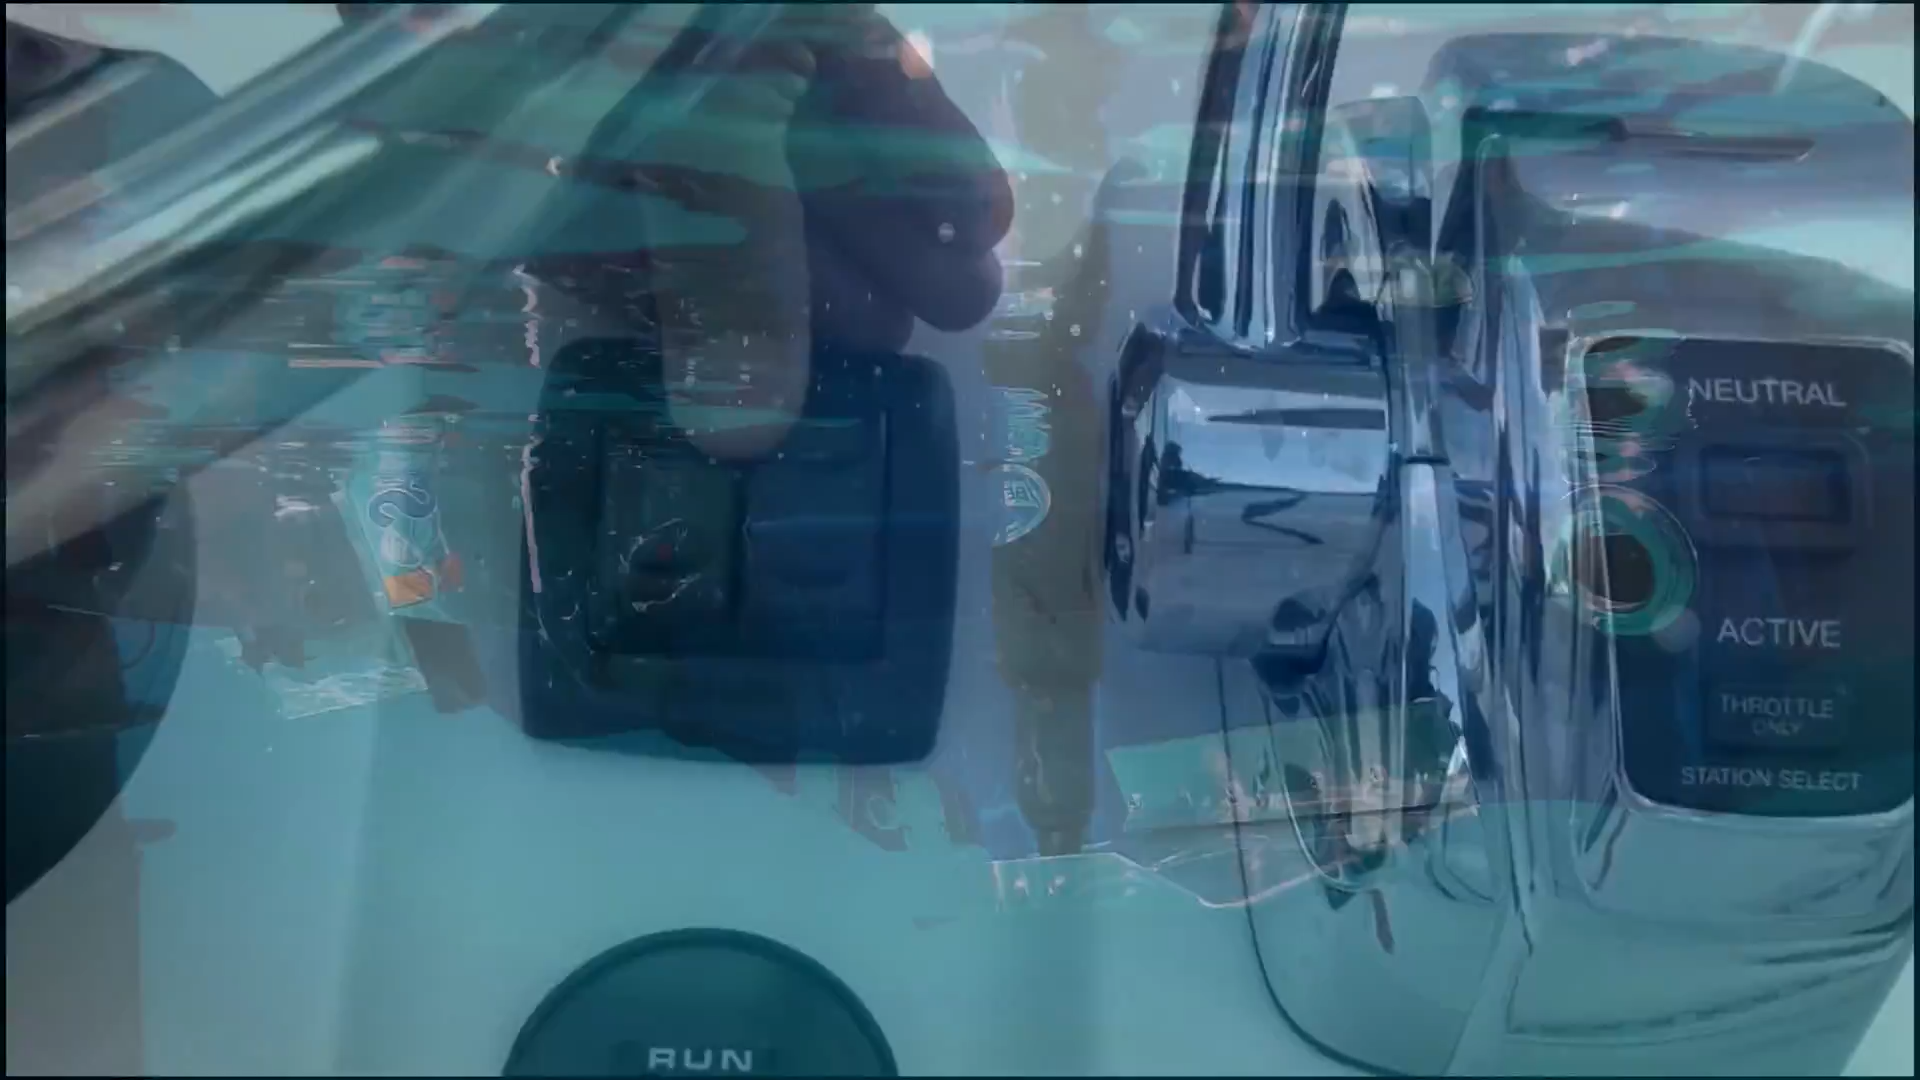 NEUTRAL
ACTIVE
THROTTLE
ONLY
STATION SELECT
RUN